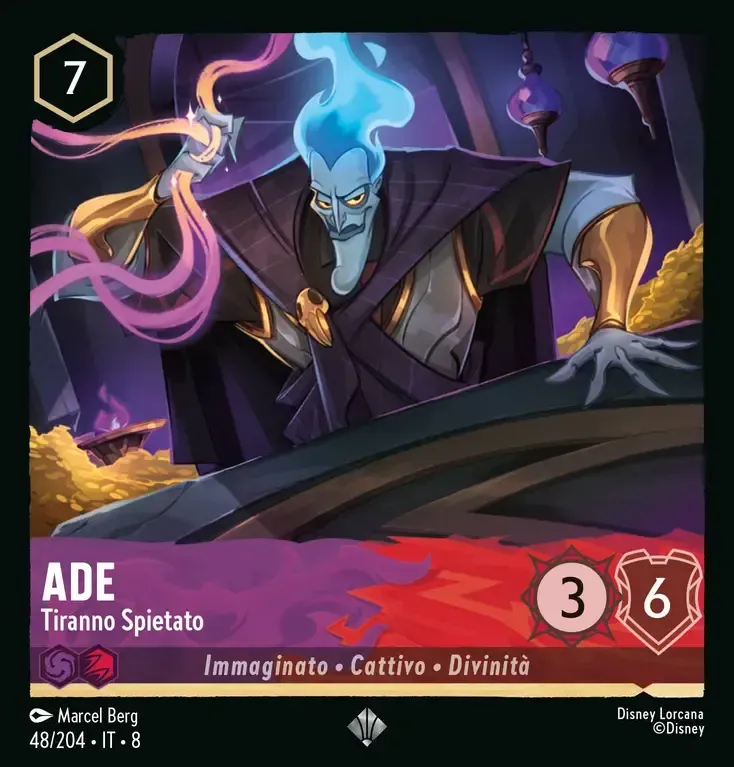 7
ADE
Tiranno Spietato
3
6
Immaginato • Cattivo • Divinità
Marcel Berg
48/204 • IT • 8
Disney Lorcana
©Disney